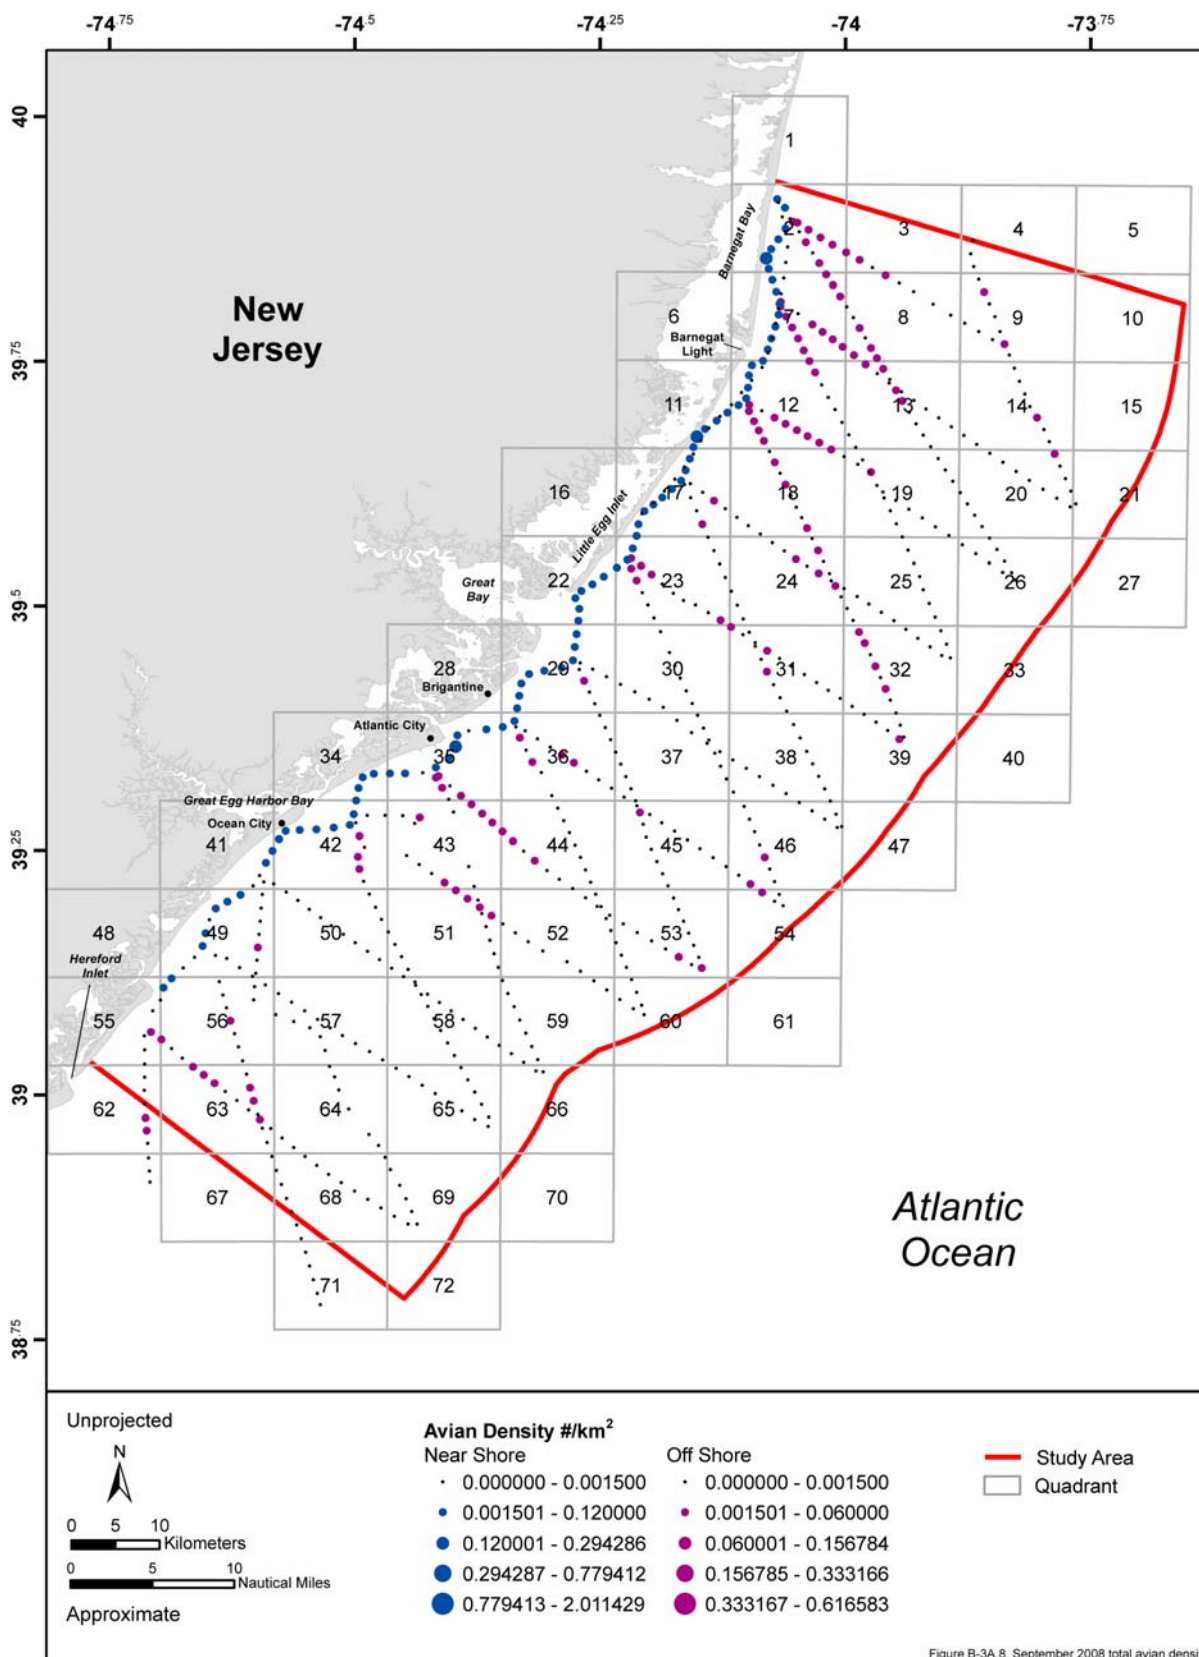 -74.75 -74.5 -74.25 -74 -73.75
40
1
Barnegat Bay
2 3 4 5
New
Jersey
6 7 8 9 10
Barnegat
Light
39.75
11 12 13 14 15
16 17 18 19 20 21
Little Egg Inlet
Great
Bay
22 23 24 25 26 27
39.5
28 29 30 31 32 33
Brigantine
Atlantic City
34 35 36 37 38 39 40
Great Egg Harbor Bay
Ocean City
41 42 43 44 45 46 47
39.25
48 49 50 51 52 53 54
Hereford
Inlet
55 56 57 58 59 60 61
39
62 63 64 65 66
67 68 69 70
Atlantic
Ocean
71 72
38.75
Unprojected
N
0 5 10
Kilometers
0 5 10
Nautical Miles
Approximate
Avian Density #/km2
Near Shore
0.000000 - 0.001500
0.001501 - 0.120000
0.120001 - 0.294286
0.294287 - 0.779412
0.779413 - 2.011429
Off Shore
0.000000 - 0.001500
0.001501 - 0.060000
0.060001 - 0.156784
0.156785 - 0.333166
0.333167 - 0.616583
Study Area
Quadrant
Figure B-3A.8. September 2008 total avian densi